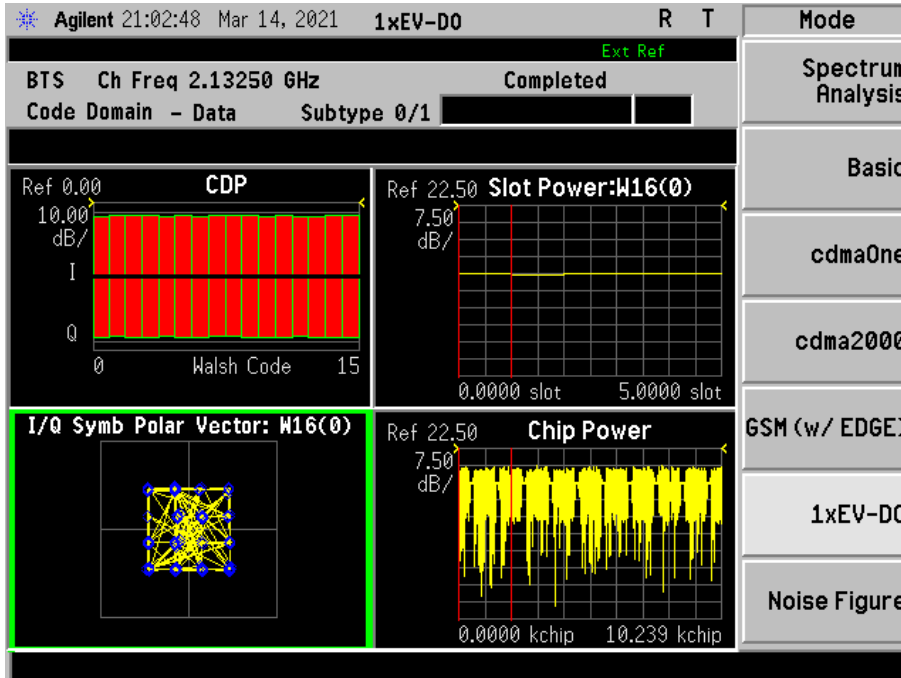 Agilent 21:02:48 Mar 14, 2021 1xEV-DO R T
Ext Ref
BTS Ch Freq 2.13250 GHz Completed
Code Domain - Data Subtype 0/1
Ref 0.00 CDP
10.00
dB/
I
Q
0 Walsh Code 15
Ref 22.50 Slot Power:W16(0)
7.50
dB/
0.0000 slot 5.0000 slot
I/Q Symb Polar Vector: W16(0)
Ref 22.50 Chip Power
7.50
dB/
0.0000 kchip 10.239 kchip
Mode
Spectrum
Analysis
Basic
cdmaOne
cdma2000
GSM (w/ EDGE)
1xEV-DO
Noise Figure